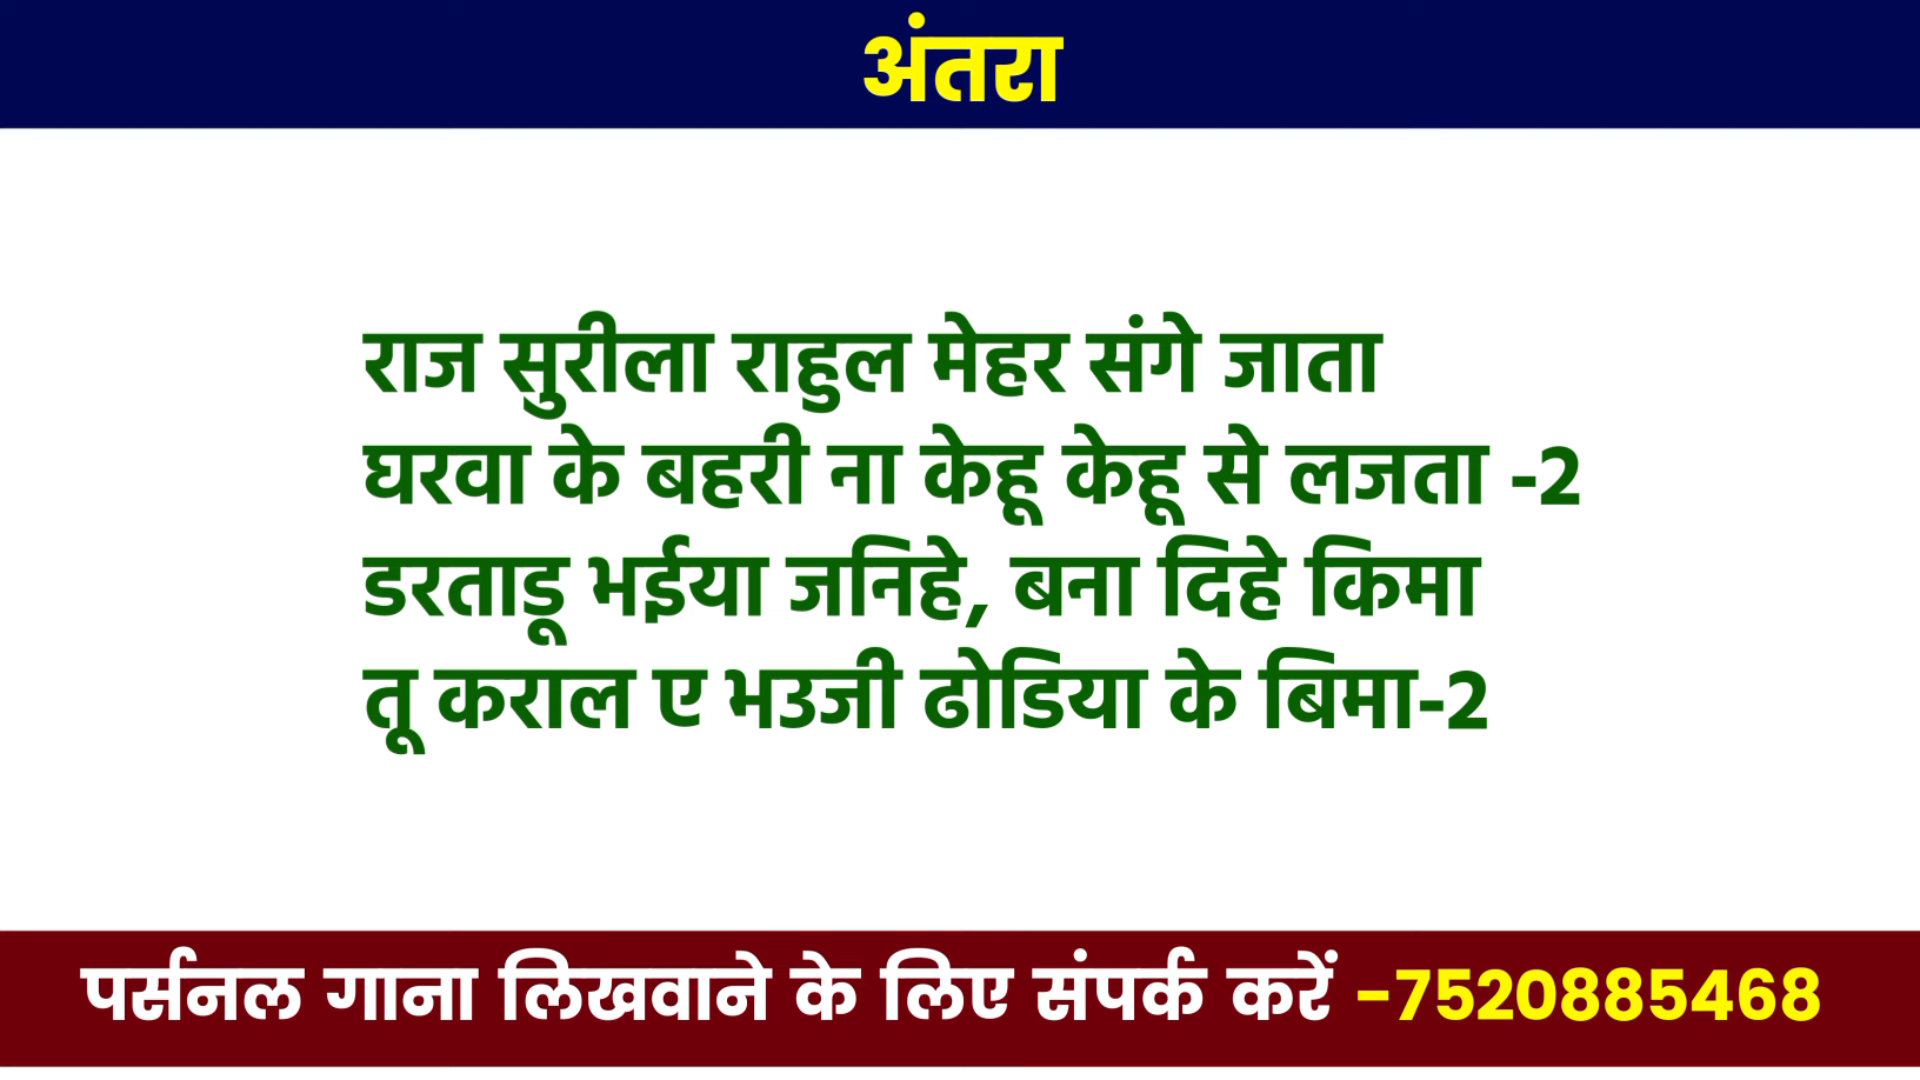 अंतरा
राज सुरीला राहुल मेहर संगे जाता
घरवा के बहरी ना केहू केहू से लजता -2
डरताडू भईया जनिहे, बना दिहे किमा
तू कराल ए भउजी ढोडिया के बिमा-2
पर्सनल गाना लिखवाने के लिए संपर्क करें -7520885468